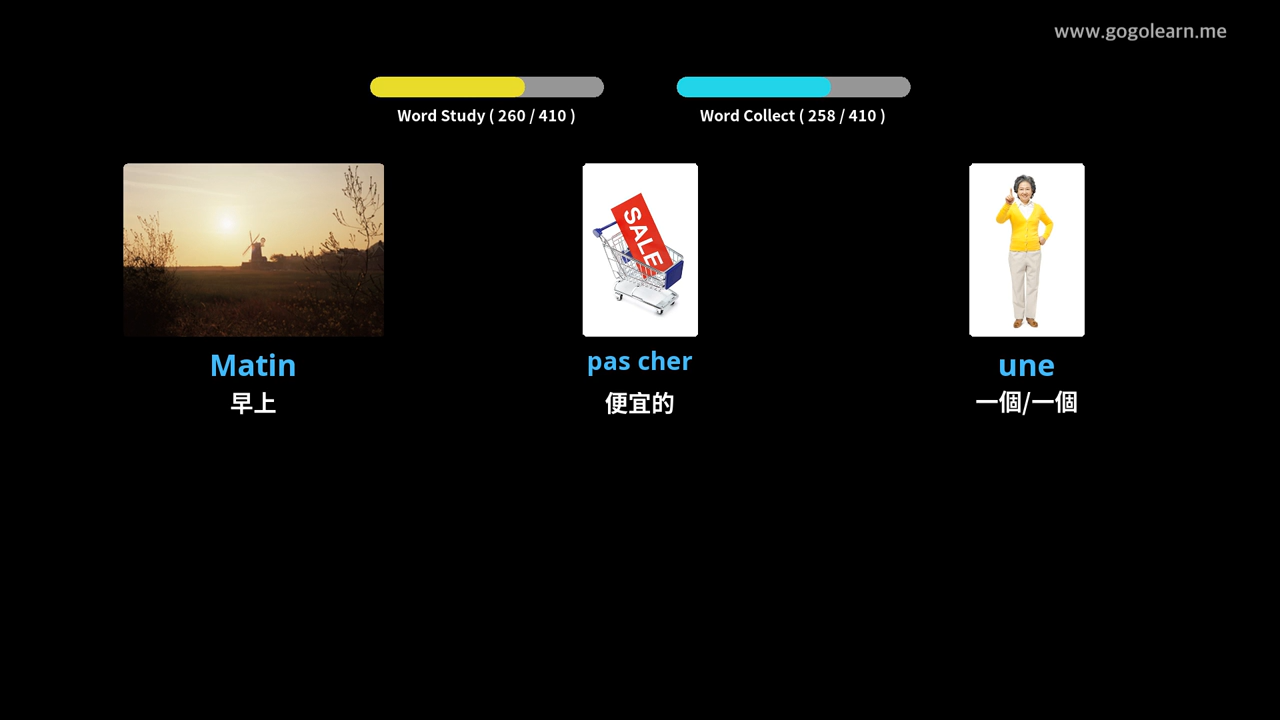 www.gogolearn.me
Word Study ( 260 / 410 )
Word Collect ( 258 / 410 )
SALE
Matin
早上
pas cher
便宜的
une
一個/一個